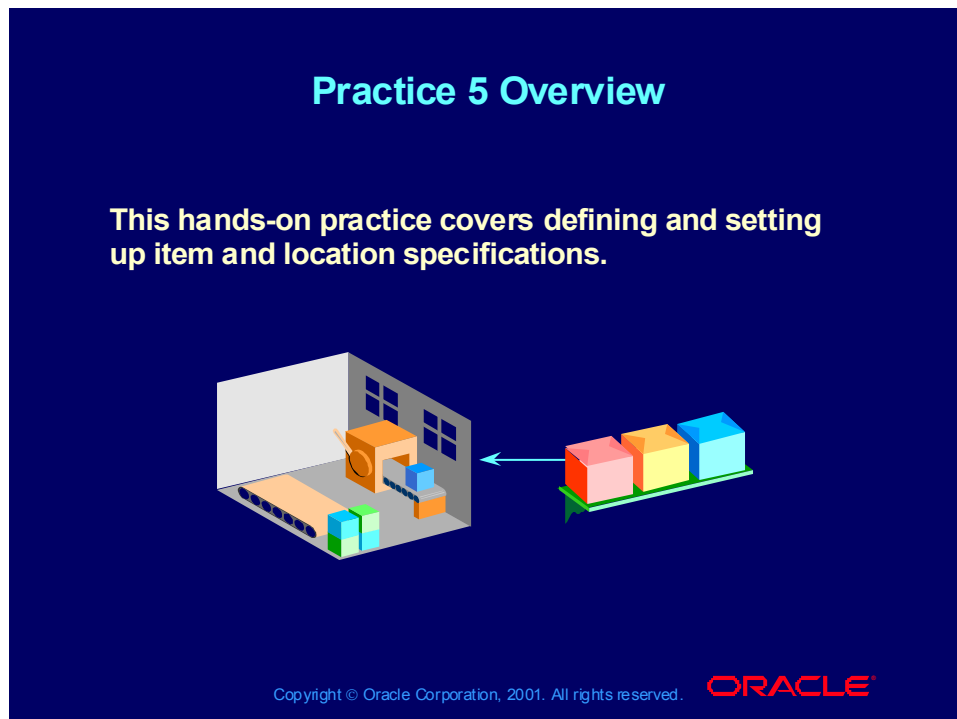 Practice 5 Overview
This hands-on practice covers defining and setting
up item and location specifications.
Copyright © Oracle Corporation, 2001. All rights reserved.
ORACLE®